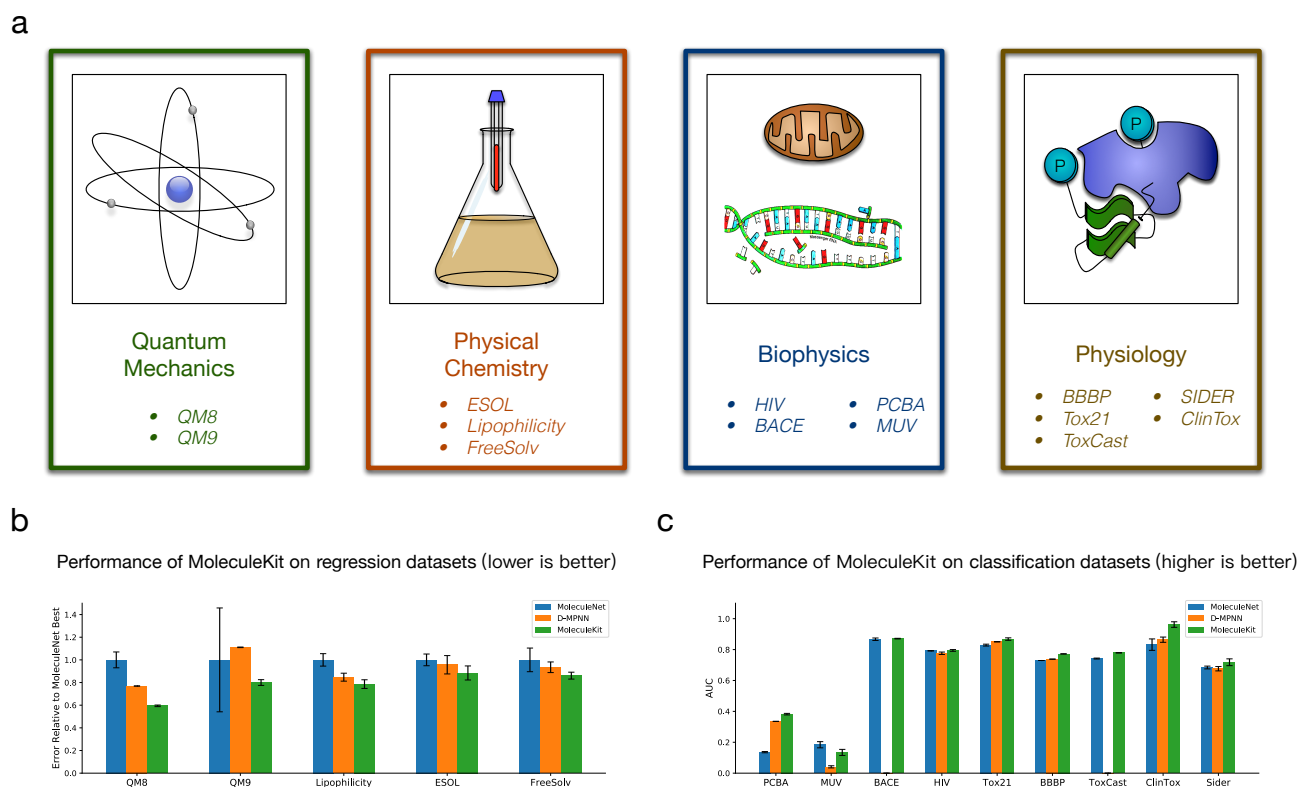 a
P
P
Messenger RNA
Quantum
Mechanics
• QM8
• QM9
Physical
Chemistry
• ESOL
• Lipophilicity
• FreeSolv
Biophysics
• HIV
• BACE
• PCBA
• MUV
Physiology
• BBBP
• Tox21
• ToxCast
• SIDER
• ClinTox
b
Performance of MoleculeKit on regression datasets (lower is better)
Error Relative to MoleculeNet Best
1.4
1.2
1.0
0.8
0.6
0.4
0.2
0.0
MoleculeNet
D-MPNN
MoleculeKit
QM8 QM9 Lipophilicity ESOL FreeSolv
c
Performance of MoleculeKit on classification datasets (higher is better)
AUC
1.0
0.8
0.6
0.4
0.2
0.0
MoleculeNet
D-MPNN
MoleculeKit
PCBA MUV BACE HIV Tox21 BBBP ToxCast ClinTox Sider